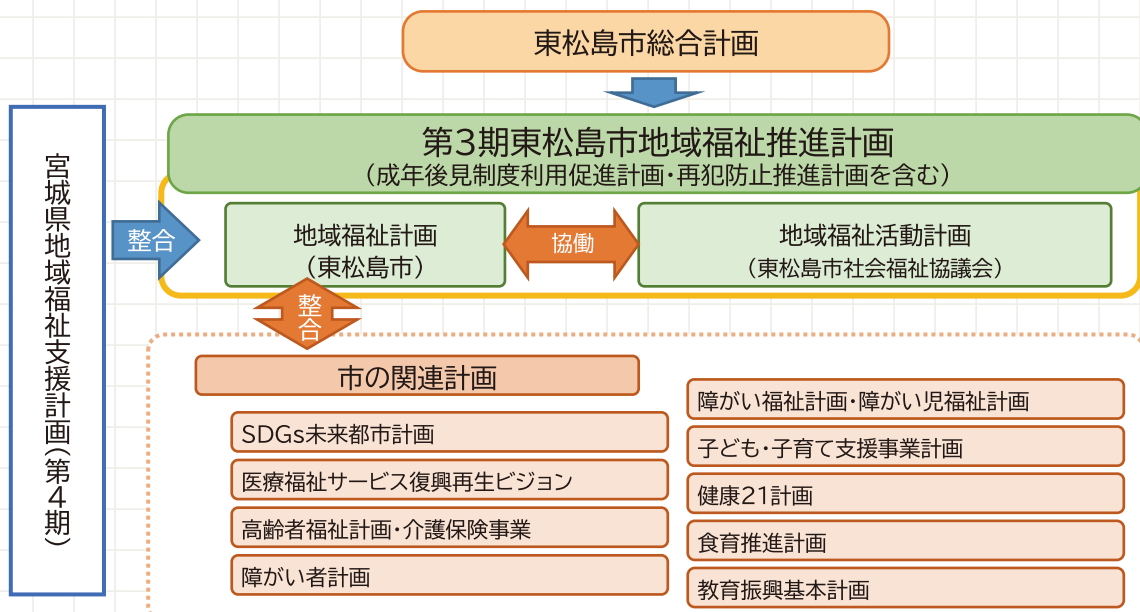 東松島市総合計画
第3期東松島市地域福祉推進計画
(成年後見制度利用促進計画・再犯防止推進計画を含む)
宮城県地域福祉支援計画(第4期)
整合
地域福祉計画
(東松島市)
協働
地域福祉活動計画
(東松島市社会福祉協議会)
整合
市の関連計画
SDGs未来都市計画
医療福祉サービス復興再生ビジョン
高齢者福祉計画・介護保険事業
障がい者計画
障がい福祉計画・障がい児福祉計画
子ども・子育て支援事業計画
健康21計画
食育推進計画
教育振興基本計画